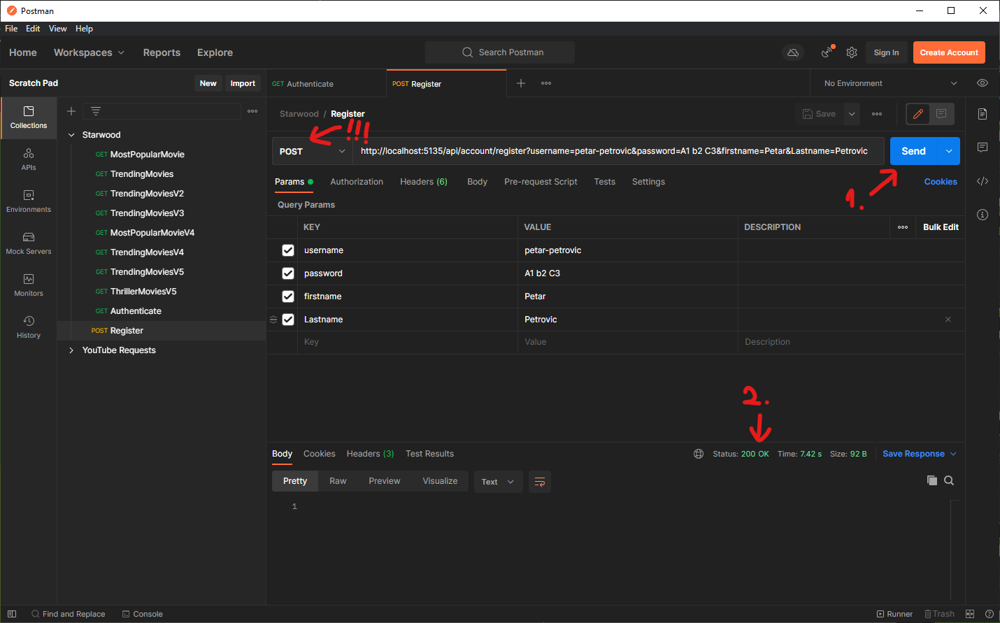 Postman
File Edit View Help
Home Workspaces Reports Explore Search Postman Sign In Create Account
Scratch Pad New Import GET Authenticate POST Register No Environment
Collections
APIs
Environments
Mock Servers
Monitors
History
Starwood
GET MostPopularMovie
GET TrendingMovies
GET TrendingMoviesV2
GET TrendingMoviesV3
GET MostPopularMovieV4
GET TrendingMoviesV4
GET TrendingMoviesV5
GET ThrillerMoviesV5
GET Authenticate
POST Register
YouTube Requests
Starwood / Register Save
!!!
POST http://localhost:5135/api/account/register?username=petar-petrovic&password=A1 b2 C3&firstname=Petar&Lastname=Petrovic Send
Params Authorization Headers (6) Body Pre-request Script Tests Settings Cookies
1.
Query Params
KEY VALUE DESCRIPTION Bulk Edit
username petar-petrovic
password A1 b2 C3
firstname Petar
Lastname Petrovic
Key Value Description
2.
Body Cookies Headers (3) Test Results Status: 200 OK Time: 7.42 s Size: 92 B Save Response
Pretty Raw Preview Visualize Text
1
Find and Replace Console Runner Trash